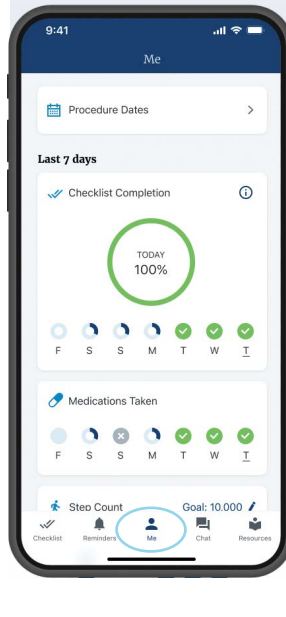 9:41
Me
Procedure Dates
Last 7 days
Checklist Completion
TODAY
100%
F S S M T W T
Medications Taken
F S S M T W T
Step Count Goal: 10,000
Checklist Reminders Me Chat Resources